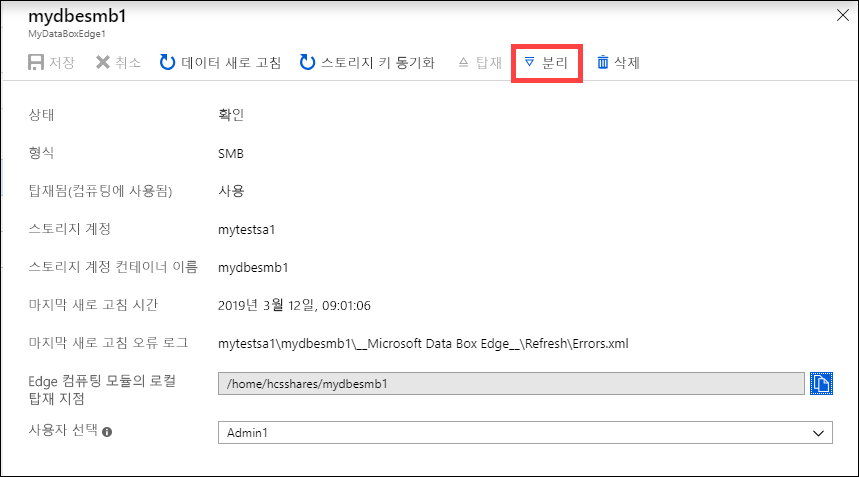 mydbesmb1
MyDataBoxEdge1
저장 취소 데이터 새로 고침 스토리지 키 동기화 탑재 분리 삭제
상태 확인
형식 SMB
탑재됨(컴퓨팅에 사용됨) 사용
스토리지 계정 mytestsa1
스토리지 계정 컨테이너 이름 mydbesmb1
마지막 새로 고침 시간 2019년 3월 12일, 09:01:06
마지막 새로 고침 오류 로그 mytestsa1\mydbesmb1\__Microsoft Data Box Edge__\Refresh\Errors.xml
Edge 컴퓨팅 모듈의 로컬 /home/hcsshares/mydbesmb1
탑재 지점
사용자 선택 Admin1